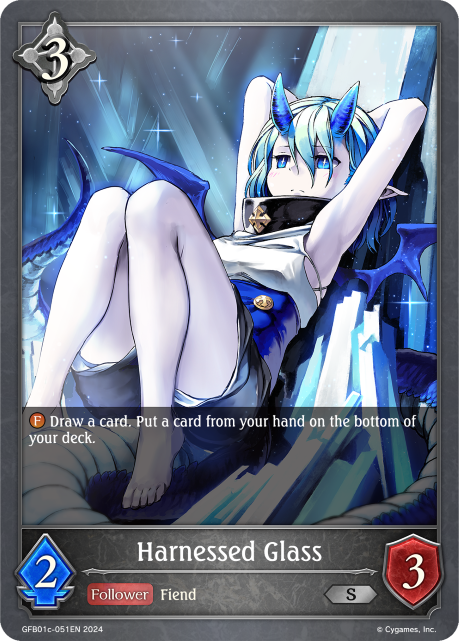 3
F Draw a card. Put a card from your hand on the bottom of
your deck.
Harnessed Glass
2
Follower Fiend
S
3
GFB01c-051EN 2024
© Cygames, Inc.